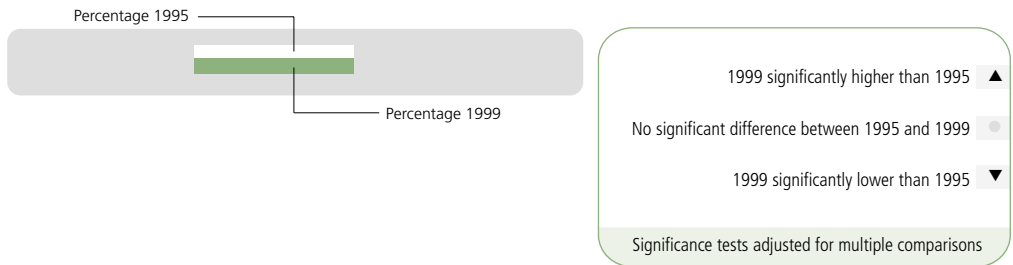 Percentage 1995
Percentage 1999
1999 significantly higher than 1995 ▲
No significant difference between 1995 and 1999
1999 significantly lower than 1995 ▼
Significance tests adjusted for multiple comparisons